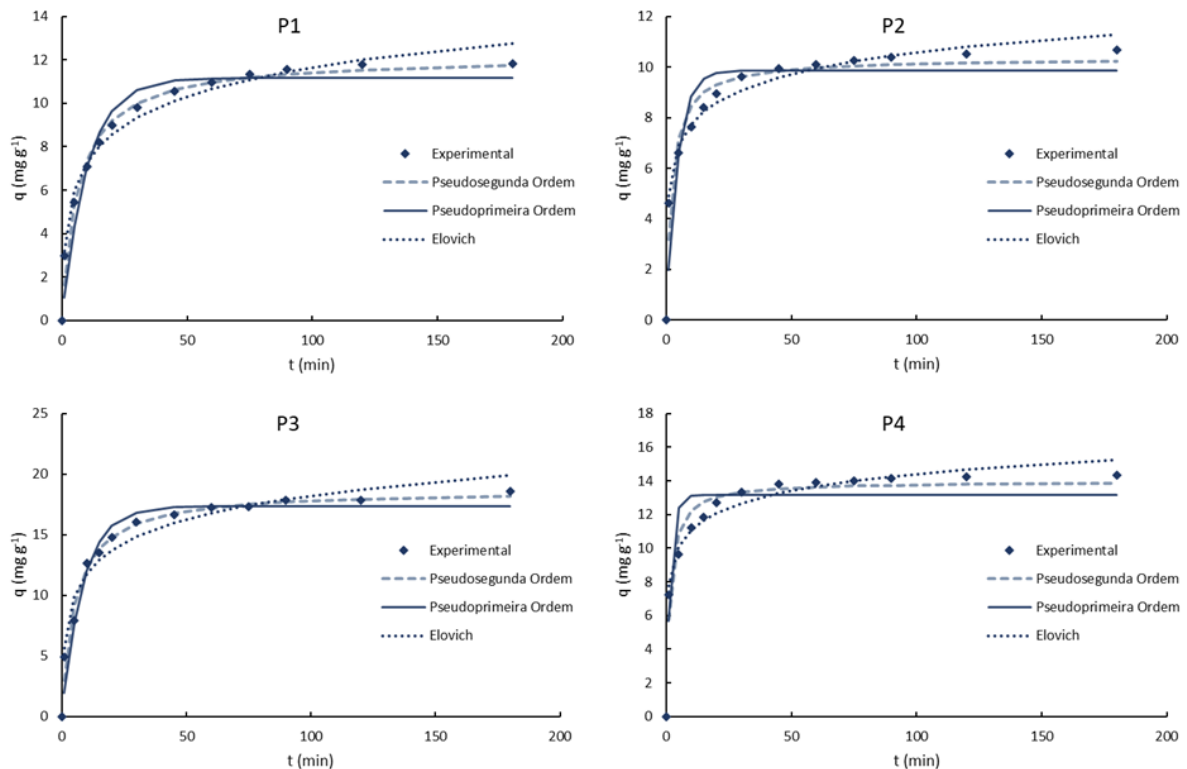 P1
14
12
10
8
6
4
2
0
q (mg g⁻¹)
Experimental
Pseudosegunda Ordem
Pseudoprimeira Ordem
Elovich
0 50 100 150 200
t (min)
P2
14
12
10
8
6
4
2
0
q (mg g⁻¹)
Experimental
Pseudosegunda Ordem
Pseudoprimeira Ordem
Elovich
0 50 100 150 200
t (min)
P3
25
20
15
10
5
0
q (mg g⁻¹)
Experimental
Pseudosegunda Ordem
Pseudoprimeira Ordem
Elovich
0 50 100 150 200
t (min)
P4
18
16
14
12
10
8
6
4
2
0
q (mg g⁻¹)
Experimental
Pseudosegunda Ordem
Pseudoprimeira Ordem
Elovich
0 50 100 150 200
t (min)